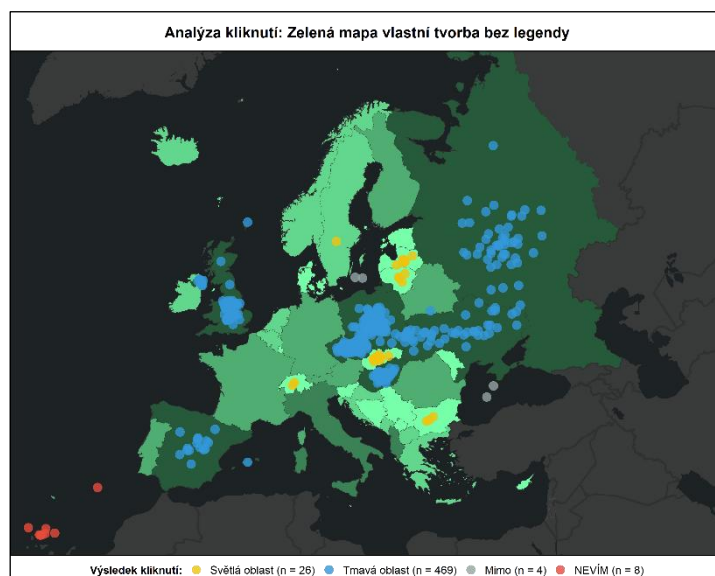 Analýza kliknutí: Zelená mapa vlastní tvorba bez legendy
Výsledek kliknutí: Světlá oblast (n = 26) Tmavá oblast (n = 469) Mimo (n = 4) NEVÍM (n = 8)